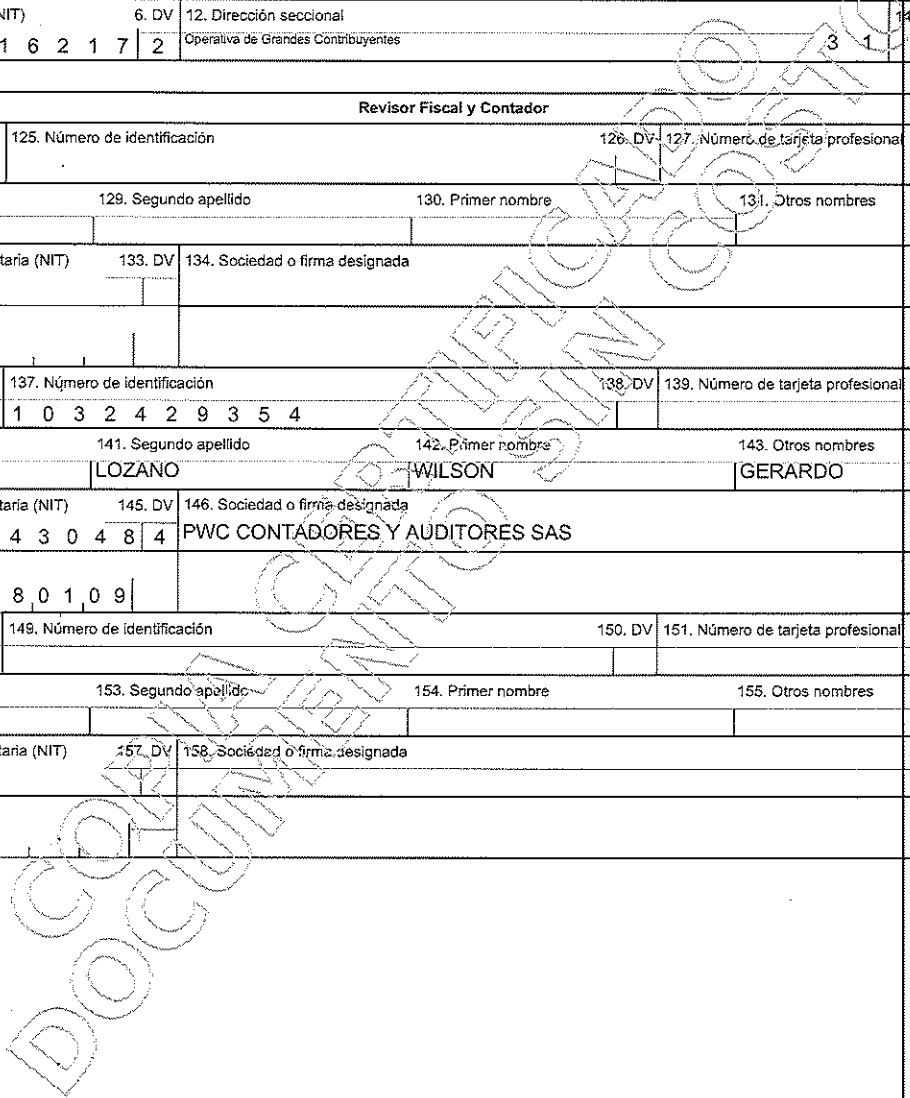 NIT) 6. DV 12. Dirección seccional
1 6 2 1 7 2 Operativa de Grandes Contribuyentes 3 1
Revisor Fiscal y Contador
125. Número de identificación 126. DV 127. Número de tarjeta profesional
129. Segundo apellido 130. Primer nombre 131. Otros nombres
taria (NIT) 133. DV 134. Sociedad o firma designada
137. Número de identificación 138. DV 139. Número de tarjeta profesional
1 0 3 2 4 2 9 3 5 4
141. Segundo apellido 142. Primer nombre 143. Otros nombres
LOZANO WILSON GERARDO
taria (NIT) 145. DV 146. Sociedad o firma designada
4 3 0 4 8 4 PWC CONTADORES Y AUDITORES SAS
8 0 1 0 9
149. Número de identificación 150. DV 151. Número de tarjeta profesional
153. Segundo apellido 154. Primer nombre 155. Otros nombres
taria (NIT) 157. DV 158. Sociedad o firma designada
COPIA CERTIFICADO
DOCUMENTO SIN COSTO